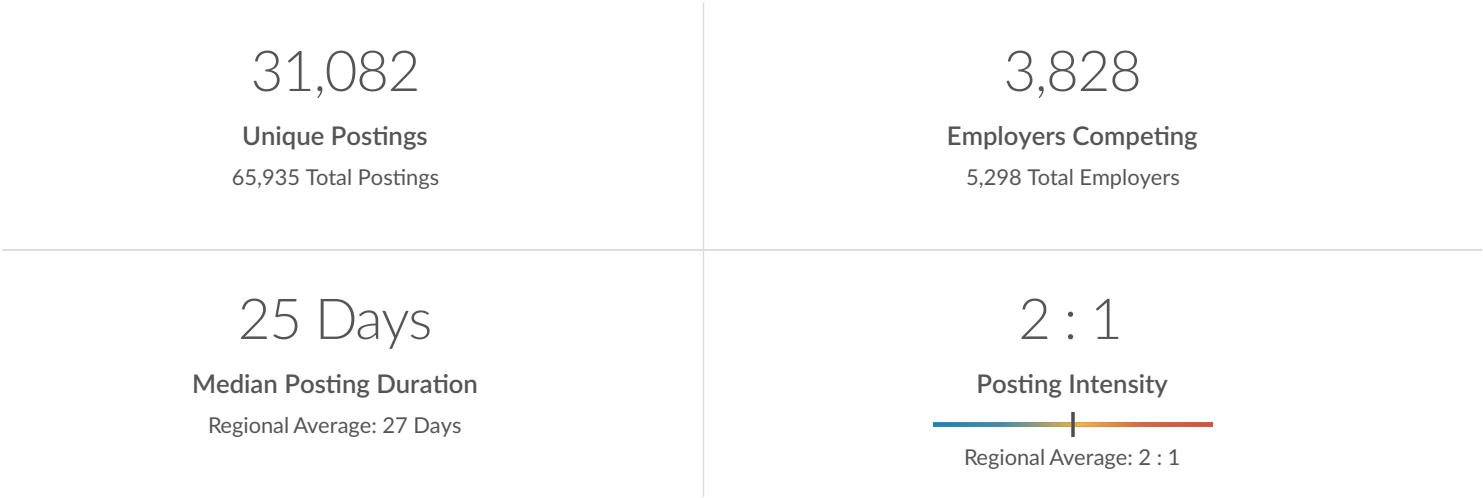 31,082
Unique Postings
65,935 Total Postings
3,828
Employers Competing
5,298 Total Employers
25 Days
Median Posting Duration
Regional Average: 27 Days
2 : 1
Posting Intensity
Regional Average: 2 : 1